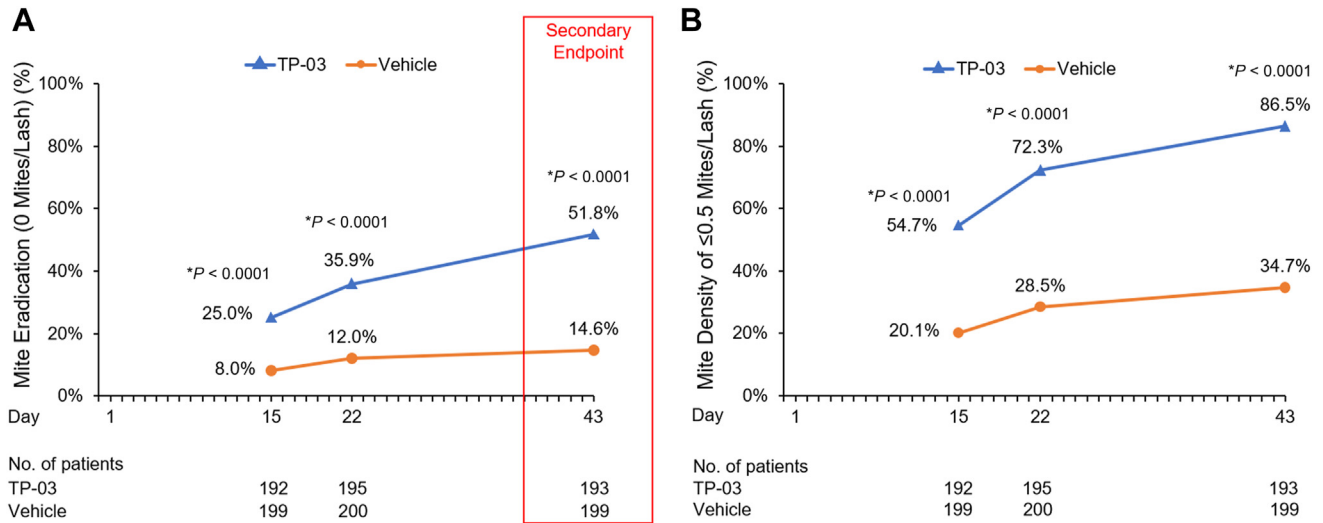 A
Secondary
Endpoint
TP-03 Vehicle
Mite Eradication (0 Mites/Lash) (%)
100%
80%
60%
40%
20%
0%
*P < 0.0001
25.0%
*P < 0.0001
35.9%
*P < 0.0001
51.8%
8.0%
12.0%
14.6%
Day 1 15 22 43
No. of patients
TP-03 192 195 193
Vehicle 199 200 199
B
TP-03 Vehicle
Mite Density of ≤0.5 Mites/Lash (%)
100%
80%
60%
40%
20%
0%
*P < 0.0001
54.7%
*P < 0.0001
72.3%
*P < 0.0001
86.5%
20.1%
28.5%
34.7%
Day 1 15 22 43
No. of patients
TP-03 192 195 193
Vehicle 199 200 199